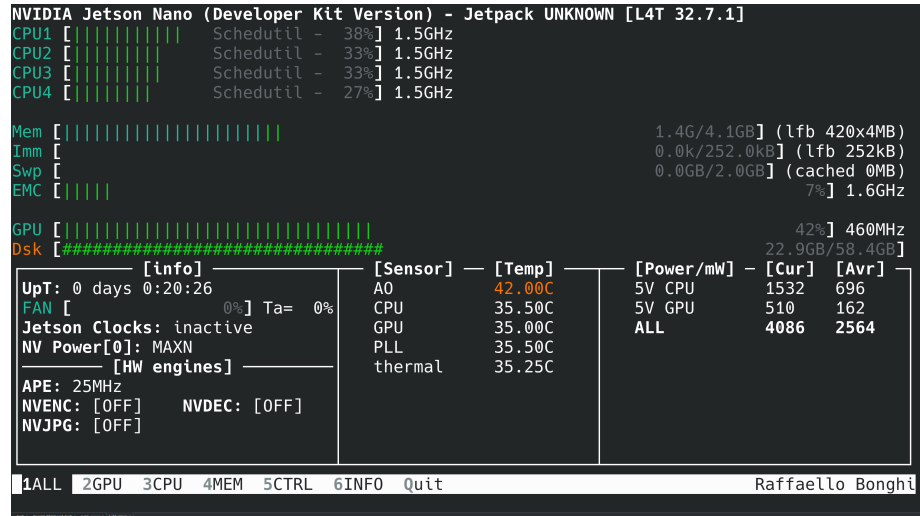 NVIDIA Jetson Nano (Developer Kit Version) - Jetpack UNKNOWN [L4T 32.7.1]
CPU1 [||||||||||| Schedutil - 38%] 1.5GHz
CPU2 [||||||||| Schedutil - 33%] 1.5GHz
CPU3 [||||||||| Schedutil - 33%] 1.5GHz
CPU4 [|||||||| Schedutil - 27%] 1.5GHz
Mem [|||||||||||||||||||||| 1.4G/4.1GB] (lfb 420x4MB)
Imm [ 0.0k/252.0kB] (lfb 252kB)
Swp [ 0.0GB/2.0GB] (cached 0MB)
EMC [||||| 7%] 1.6GHz
GPU [||||||||||||||||||||||||||||||| 42%] 460MHz
Dsk [################################ 22.9GB/58.4GB]
[info] [Sensor] [Temp] [Power/mW] [Cur] [Avr]
UpT: 0 days 0:20:26 AO 42.00C 5V CPU 1532 696
FAN [ 0%] Ta= 0% CPU 35.50C 5V GPU 510 162
Jetson Clocks: inactive GPU 35.00C ALL 4086 2564
NV Power[0]: MAXN PLL 35.50C
[HW engines] thermal 35.25C
APE: 25MHz
NVENC: [OFF] NVDEC: [OFF]
NVJPG: [OFF]
1ALL 2GPU 3CPU 4MEM 5CTRL 6INFO Quit Raffaello Bonghi